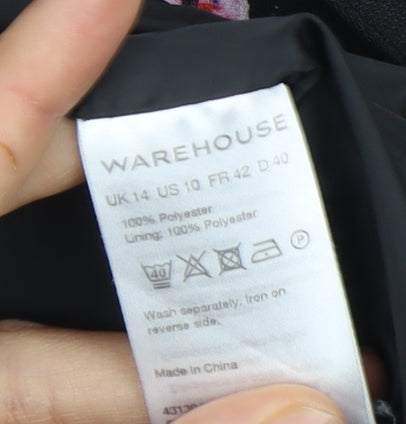 WAREHOUSE
UK 14 US 10 FR 42 D 40
100% Polyester
Lining: 100% Polyester
40 P
Wash separately. Iron on
reverse side.
Made in China